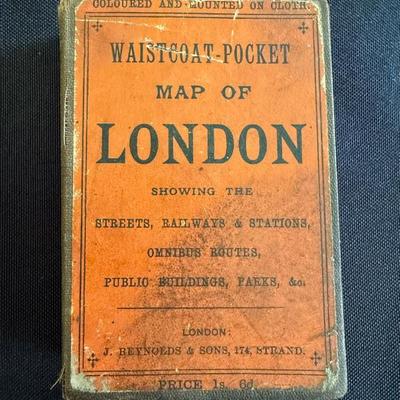 COLOURED AND MOUNTED ON CLOTH.
WAISTCOAT-POCKET
MAP OF
LONDON
SHOWING THE
STREETS, RAILWAYS & STATIONS,
OMNIBUS ROUTES,
PUBLIC BUILDINGS, PARKS, &c.
LONDON:
J. REYNOLDS & SONS, 174, STRAND.
PRICE 1s. 6d.